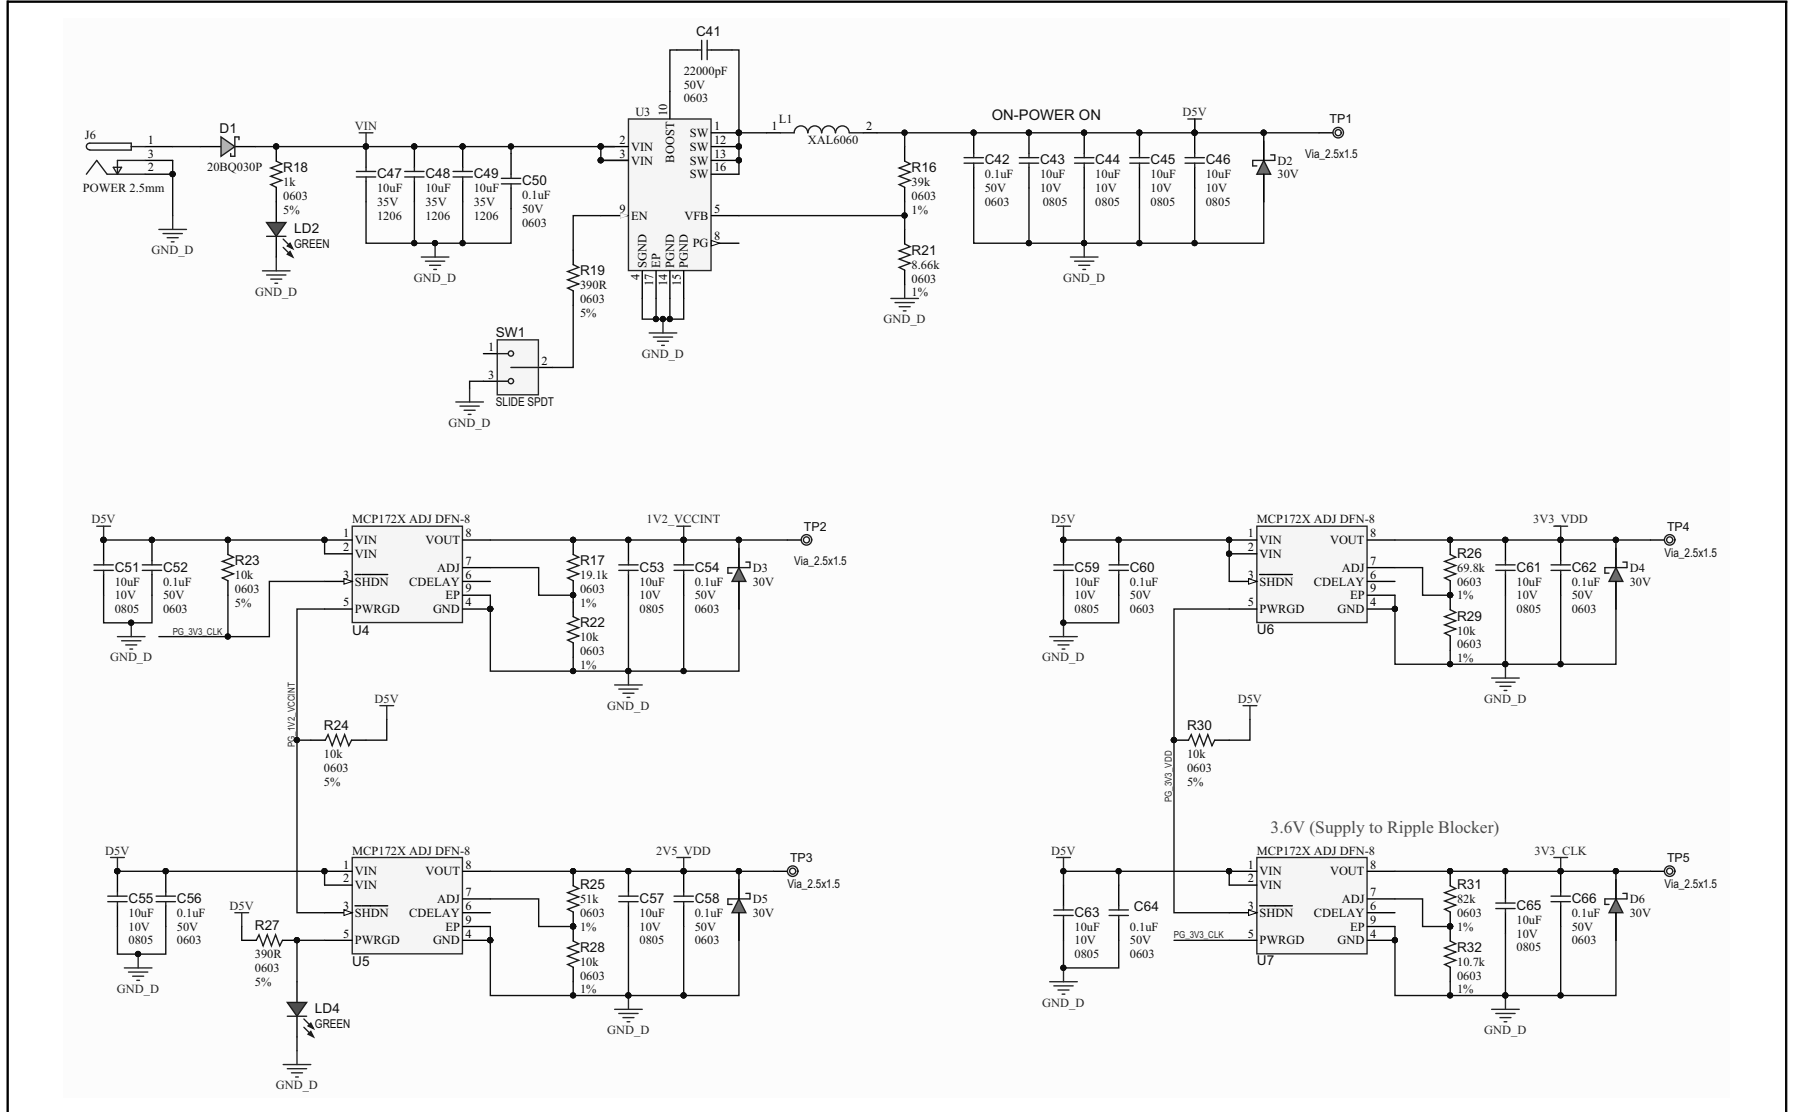 C41
22000pF
50V
0603
J6
1
3
2
POWER 2.5mm
GND_D
D1
20BQ030P
R18
1k
0603
5%
LD2
GREEN
GND_D
VIN
C47
10uF
35V
1206
C48
10uF
35V
1206
C49
10uF
35V
1206
C50
0.1uF
50V
0603
GND_D
U3
10
BOOST
2
VIN
3
VIN
9
EN
SW
1
SW
12
SW
13
SW
16
VFB
5
PG
8
SGND
EP
PGND
PGND
4
17
14
15
GND_D
R19
390R
0603
5%
SW1
1
2
3
SLIDE SPDT
GND_D
L1
1
2
XAL6060
R16
39k
0603
1%
R21
8.66k
0603
1%
GND_D
ON-POWER ON
C42
0.1uF
50V
0603
C43
10uF
10V
0805
C44
10uF
10V
0805
C45
10uF
10V
0805
C46
10uF
10V
0805
GND_D
D5V
D2
30V
TP1
Via_2.5x1.5
D5V
C51
10uF
10V
0805
C52
0.1uF
50V
0603
GND_D
R23
10k
0603
5%
PG_3V3_CLK
MCP172X ADJ DFN-8
1
VIN
2
VIN
3
SHDN
5
PWRGD
VOUT
8
ADJ
7
CDELAY
6
EP
9
GND
4
U4
R17
19.1k
0603
1%
R22
10k
0603
1%
C53
10uF
10V
0805
1V2_VCCINT
C54
0.1uF
50V
0603
D3
30V
TP2
Via_2.5x1.5
GND_D
PG_1V2_VCCINT
R24
10k
0603
5%
D5V
D5V
C55
10uF
10V
0805
C56
0.1uF
50V
0603
GND_D
D5V
R27
390R
0603
5%
LD4
GREEN
GND_D
MCP172X ADJ DFN-8
1
VIN
2
VIN
3
SHDN
5
PWRGD
VOUT
8
ADJ
7
CDELAY
6
EP
9
GND
4
U5
R25
51k
0603
1%
R28
10k
0603
1%
C57
10uF
10V
0805
2V5_VDD
C58
0.1uF
50V
0603
D5
30V
TP3
Via_2.5x1.5
GND_D
D5V
C59
10uF
10V
0805
C60
0.1uF
50V
0603
GND_D
MCP172X ADJ DFN-8
1
VIN
2
VIN
3
SHDN
5
PWRGD
VOUT
8
ADJ
7
CDELAY
6
EP
9
GND
4
U6
R26
69.8k
0603
1%
R29
10k
0603
1%
C61
10uF
10V
0805
3V3_VDD
C62
0.1uF
50V
0603
D4
30V
TP4
Via_2.5x1.5
GND_D
PG_3V3_VDD
R30
10k
0603
5%
D5V
3.6V (Supply to Ripple Blocker)
D5V
C63
10uF
10V
0805
C64
0.1uF
50V
0603
GND_D
PG_3V3_CLK
MCP172X ADJ DFN-8
1
VIN
2
VIN
3
SHDN
5
PWRGD
VOUT
8
ADJ
7
CDELAY
6
EP
9
GND
4
U7
R31
82k
0603
1%
R32
10.7k
0603
1%
C65
10uF
10V
0805
3V3_CLK
C66
0.1uF
50V
0603
D6
30V
TP5
Via_2.5x1.5
GND_D